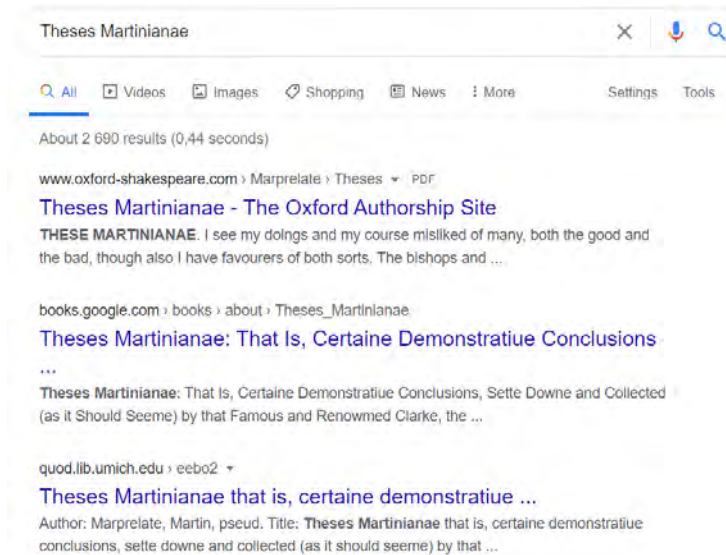 Theses Martinianae
All Videos Images Shopping News More Settings Tools
About 2 690 results (0,44 seconds)
www.oxford-shakespeare.com › Marprelate › Theses ▾ PDF
Theses Martinianae - The Oxford Authorship Site
THESE MARTINIANAE. I see my doings and my course misliked of many, both the good and
the bad, though also I have favourers of both sorts. The bishops and ...
books.google.com › books › about › Theses_Martinianae
Theses Martinianae: That Is, Certaine Demonstratiue Conclusions
...
Theses Martinianae: That Is, Certaine Demonstratiue Conclusions, Sette Downe and Collected
(as it Should Seeme) by that Famous and Renowmed Clarke, the ...
quod.lib.umich.edu › eebo2 ▾
Theses Martinianae that is, certaine demonstratiue ...
Author: Marprelate, Martin, pseud. Title: Theses Martinianae that is, certaine demonstratiue
conclusions, sette downe and collected (as it should seeme) by that ...